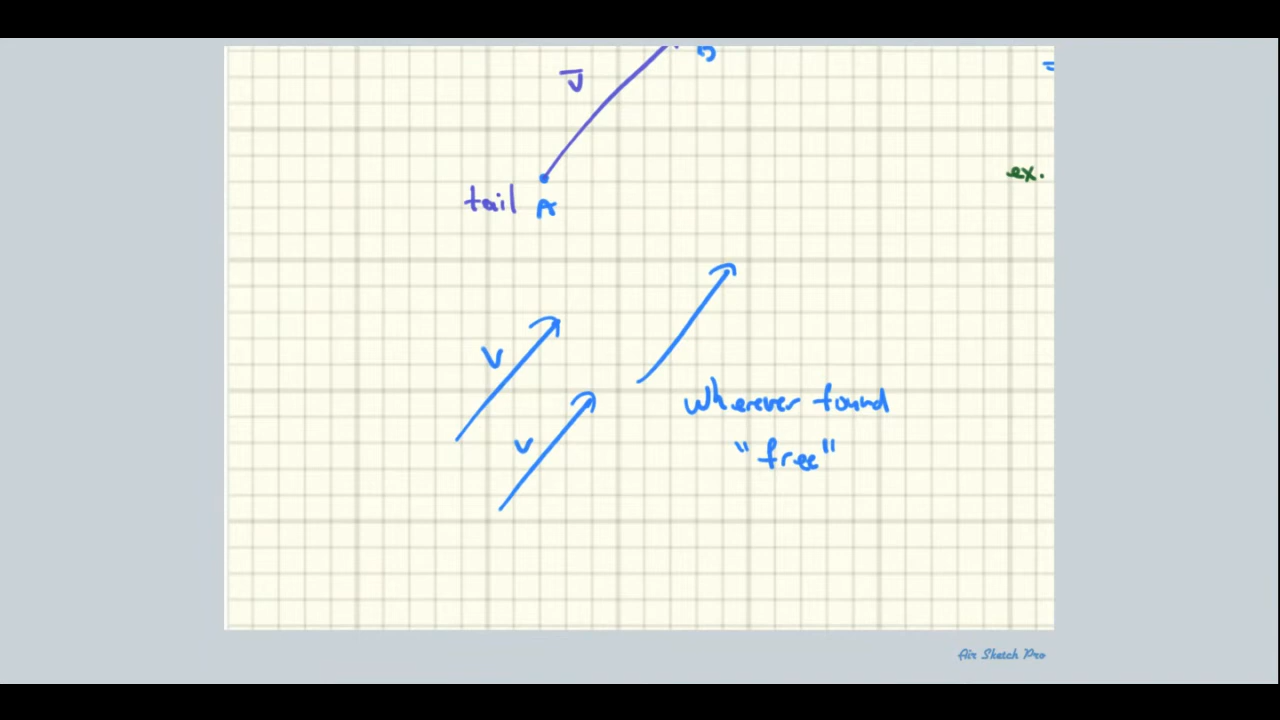 v
ex.
tail A
v
v
Wherever found
"free"
Air Sketch Pro